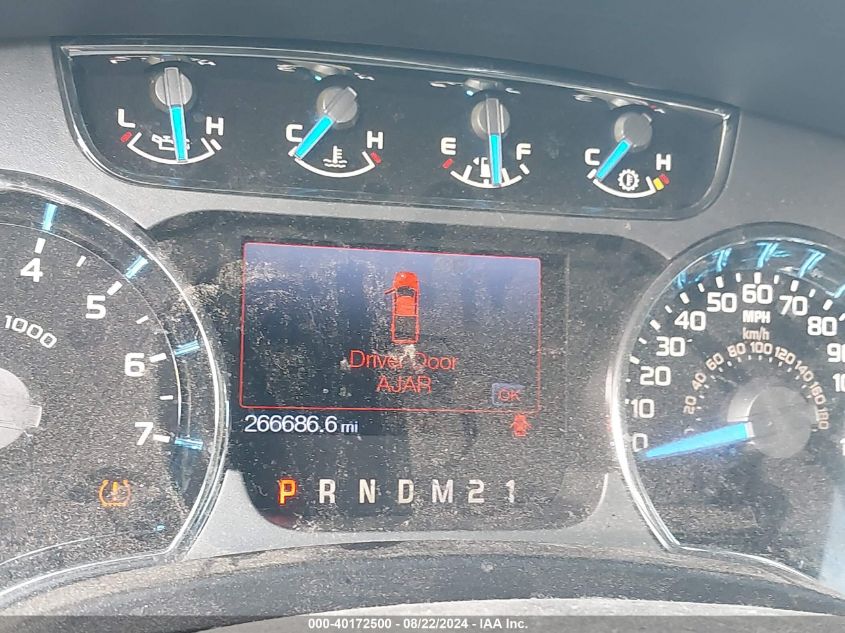 L H C H E F C H
4 5 6 7
1000
0 10 20 30 40 50 60 70 80
MPH
km/h
20 40 60 80 100 120 140 160 180
Driver Door
AJAR
OK
266686.6 mi
P R N D M 2 1
000-40172500 - 08/22/2024 - IAA Inc.